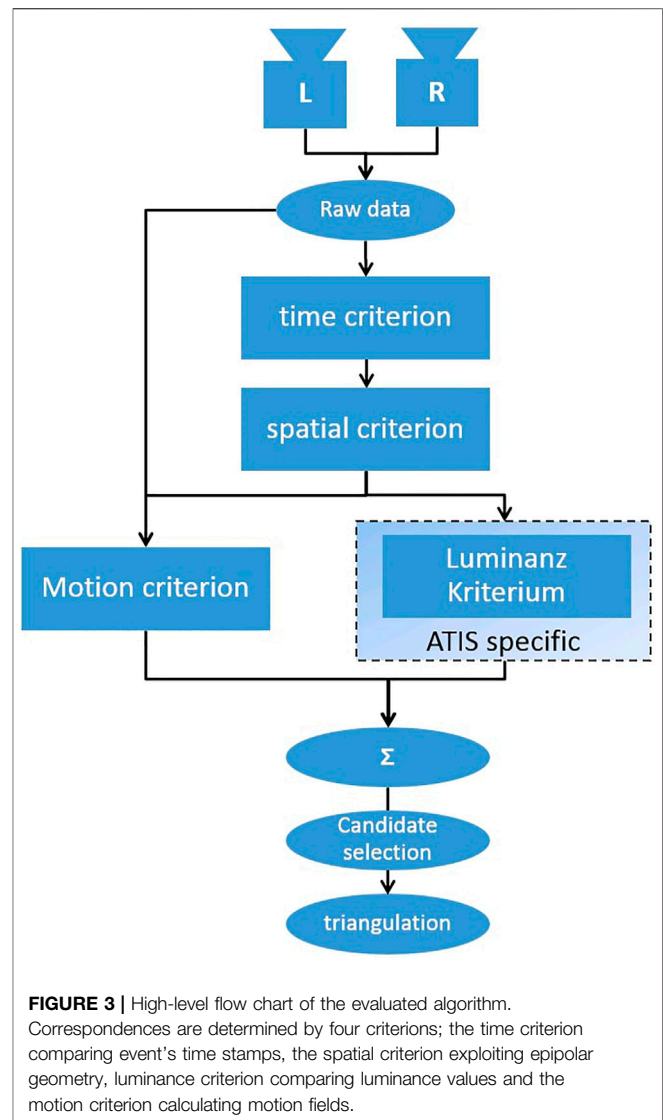 L
R
Raw data
time criterion
spatial criterion
Motion criterion
Luminanz
Kriterium
ATIS specific
Σ
Candidate
selection
triangulation
FIGURE 3 | High-level flow chart of the evaluated algorithm.
Correspondences are determined by four criterions; the time criterion
comparing event's time stamps, the spatial criterion exploiting epipolar
geometry, luminance criterion comparing luminance values and the
motion criterion calculating motion fields.